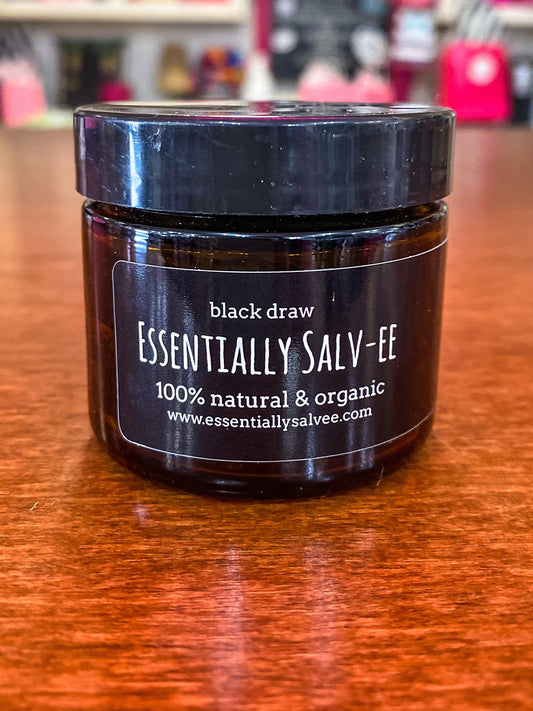 black draw
ESSENTIALLY SALV-EE
100% natural & organic
www.essentiallysalvee.com